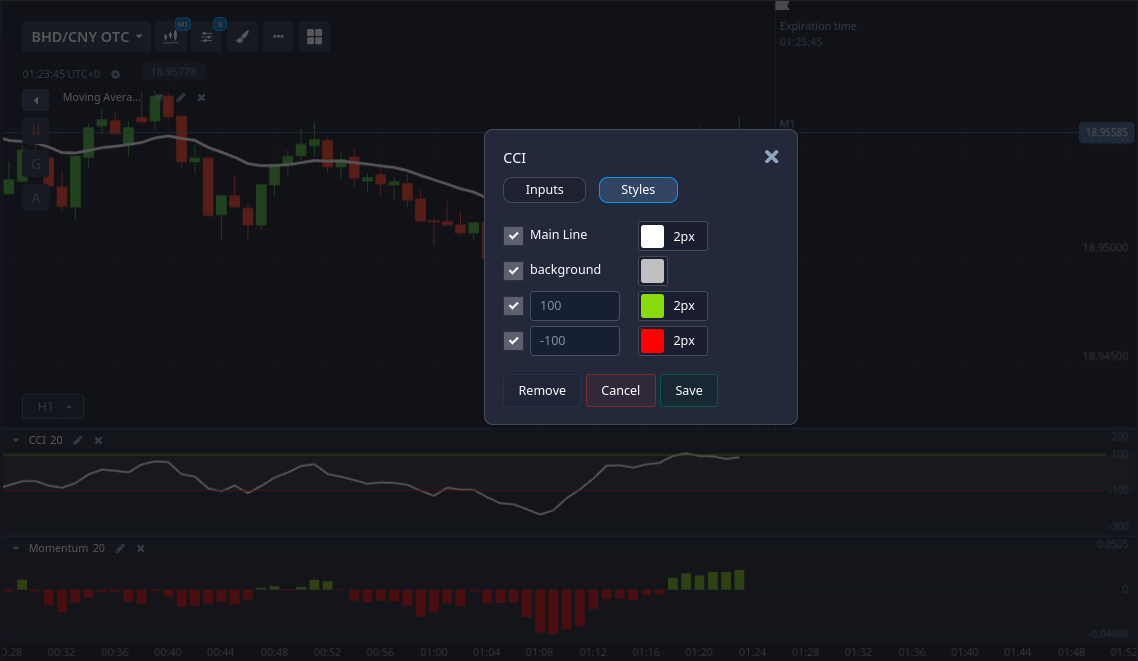 M1
3
BHD/CNY OTC
Expiration time
01:25:45
01:23:45 UTC+0
18.95778
Moving Avera...
M1
18.95585
G
A
CCI
Inputs
Styles
Main Line
2px
background
100
2px
-100
2px
Remove
Cancel
Save
18.95000
18.94500
H1
CCI 20
200
100
-100
-300
Momentum 20
0.0505
0
-0.04986
0:28 00:32 00:36 00:40 00:44 00:48 00:52 00:56 01:00 01:04 01:08 01:12 01:16 01:20 01:24 01:28 01:32 01:36 01:40 01:44 01:48 01:52